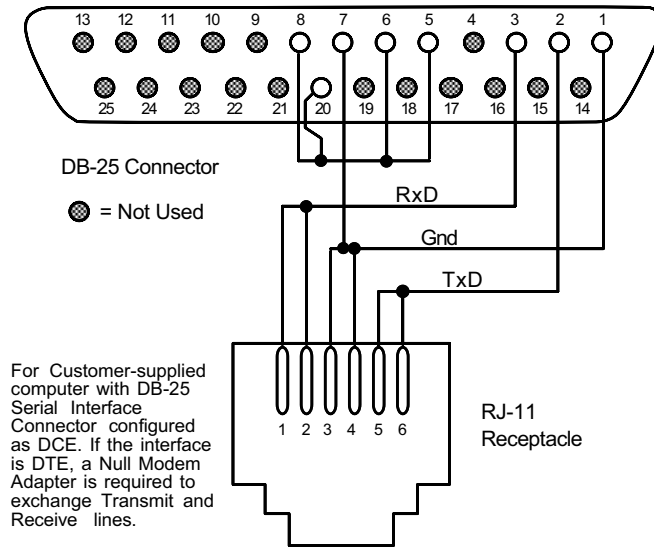 13 12 11 10 9 8 7 6 5 4 3 2 1
25 24 23 22 21 20 19 18 17 16 15 14
DB-25 Connector
= Not Used
RxD
Gnd
TxD
For Customer-supplied
computer with DB-25
Serial Interface
Connector configured
as DCE. If the interface
is DTE, a Null Modem
Adapter is required to
exchange Transmit and
Receive lines.
1 2 3 4 5 6
RJ-11
Receptacle